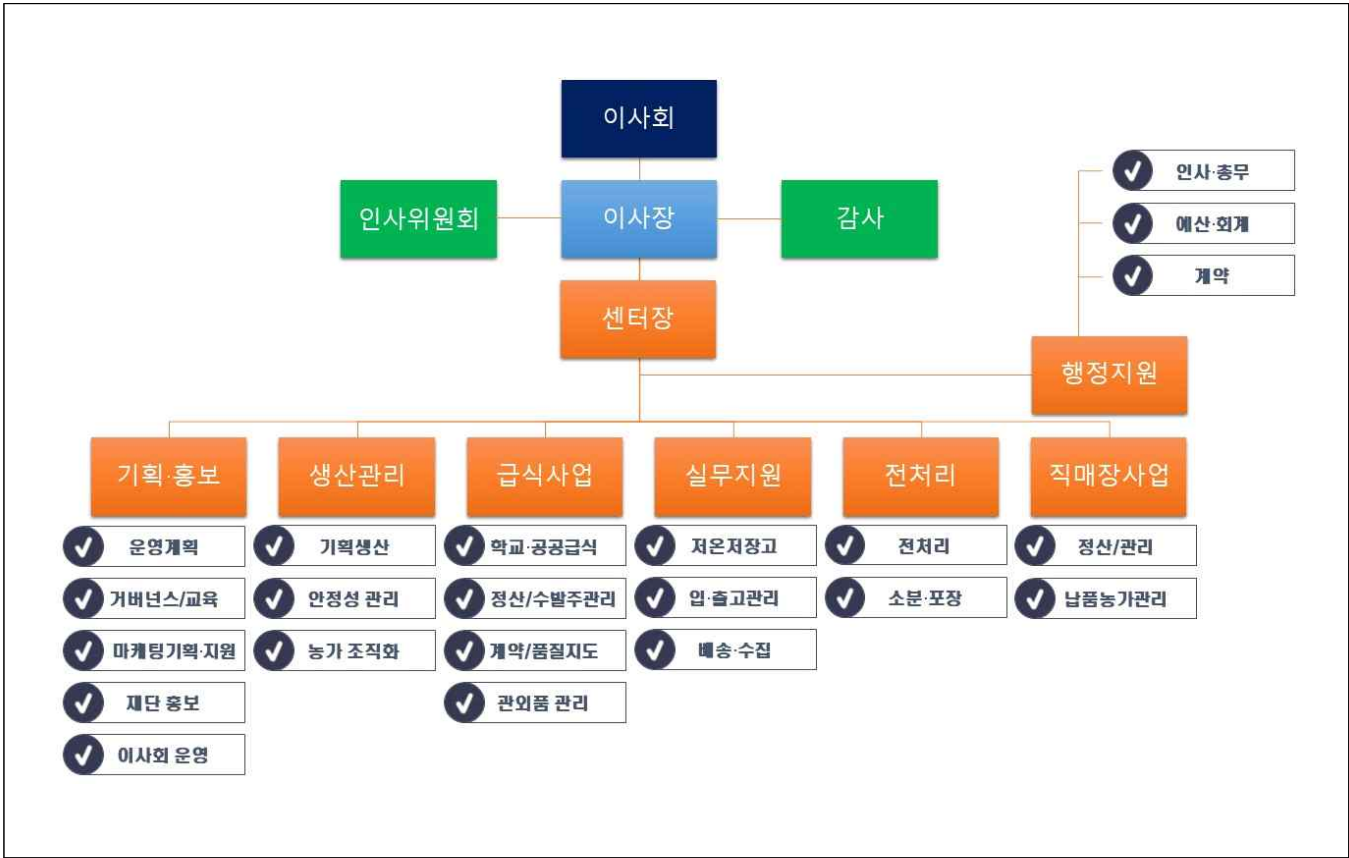 이사회
인사위원회
이사장
감사
센터장
인사·총무
예산·회계
계약
행정지원
기획·홍보
생산관리
급식사업
실무지원
전처리
직매장사업
운영계획
거버넌스/교육
마케팅기획·지원
재단 홍보
이사회 운영
기획생산
안정성 관리
농가 조직화
학교·공공급식
정산/수발주관리
계약/품질지도
관외품 관리
저온저장고
입·출고관리
배송·수집
전처리
소분·포장
정산/관리
납품농가관리